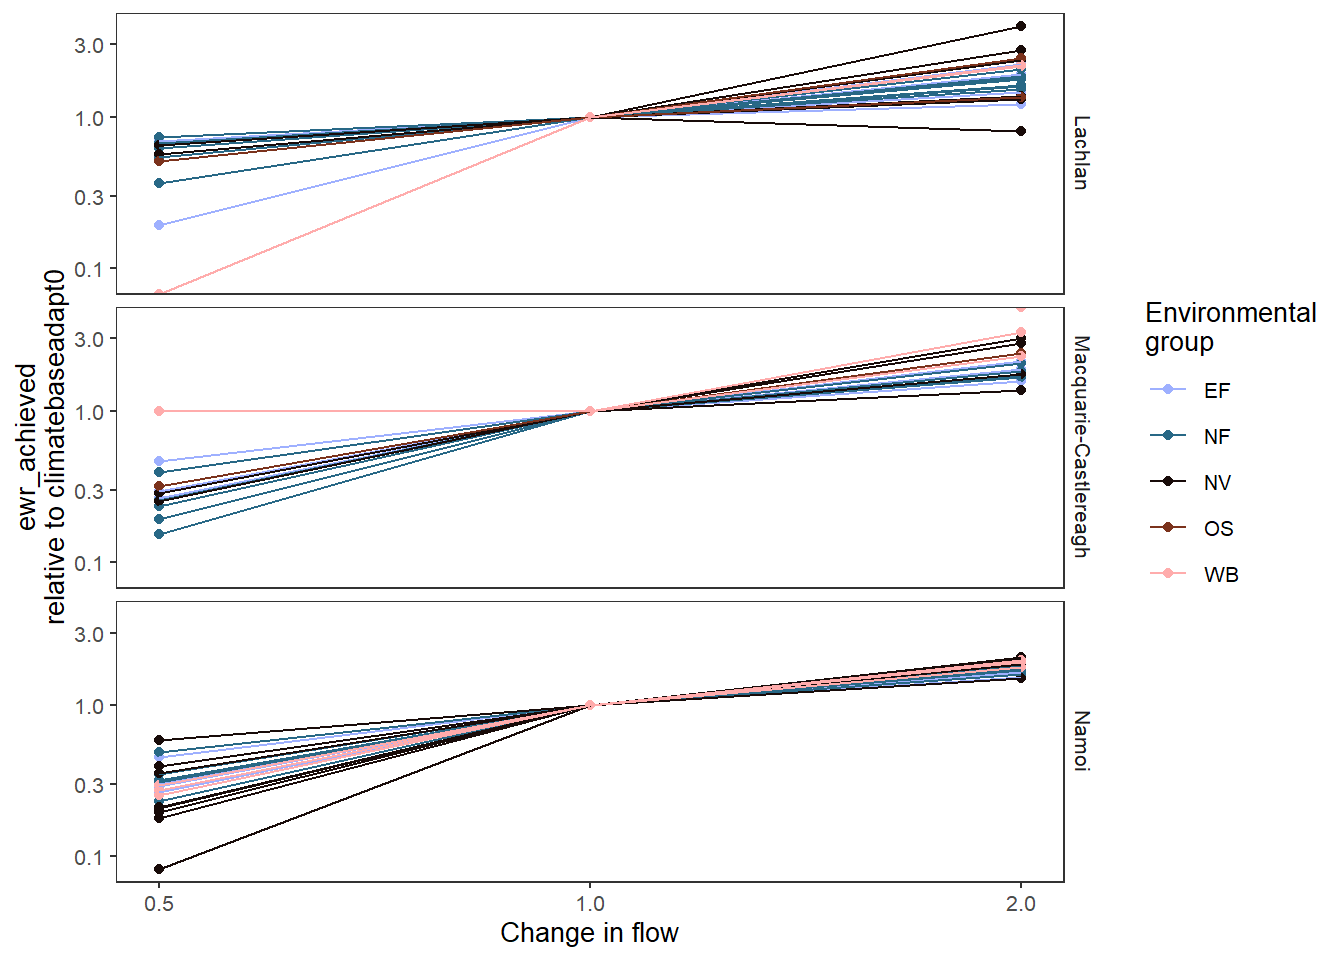 3.0
1.0
0.3
0.1
Lachlan
3.0
1.0
0.3
0.1
Macquarie-Castlereagh
3.0
1.0
0.3
0.1
Namoi
ewr_achieved
relative to climatebaseadapt0
0.5
1.0
2.0
Change in flow
Environmental
group
EF
NF
NV
OS
WB